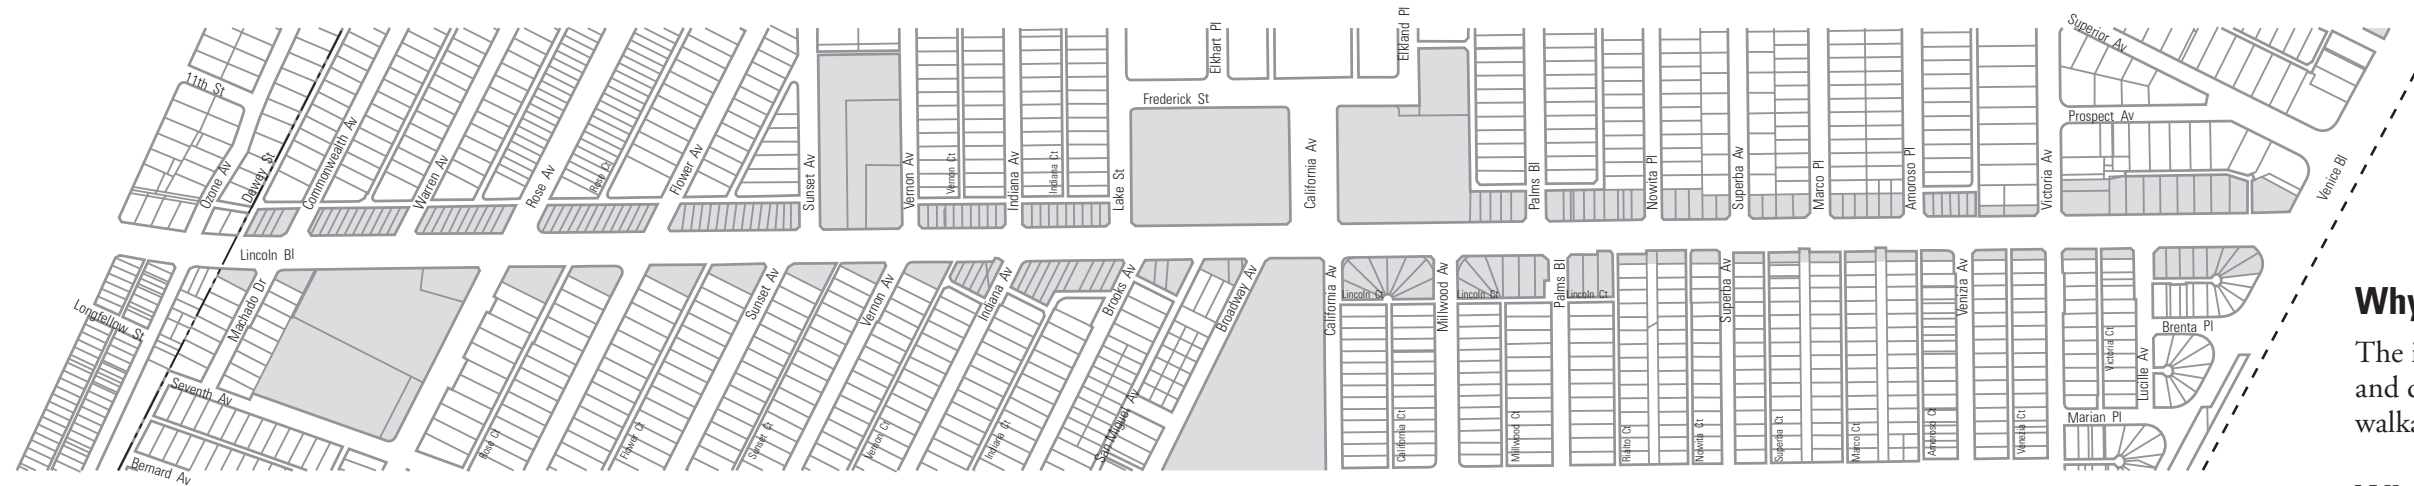 Elkhart Pl
Elkland Pl
Superior Av
11th St
Frederick St
Prospect Av
Ozone Av
Dewey St
Commonwealth Av
Warren Av
Rose Av
Rose Ct
Flower Av
Sunset Av
Vernon Av
Vernon Ct
Indiana Av
Indiana Ct
Lake St
California Av
Palms Bl
Nowita Pl
Superba Av
Marco Pl
Amoroso Pl
Victoria Av
Venice Bl
Lincoln Bl
Longfellow St
Machado Dr
Sunset Av
Vernon Av
Indiana Av
Brooks Av
Broadway Av
California Av
Lincoln Ct
Millwood Av
Lincoln Ct
Palms Bl
Lincoln Ct
Superba Av
Venizia Av
Victoria Ct
Brenta Pl
Lucille Av
Marian Pl
Seventh Av
Bernard Av
Rose Ct
Flower Ct
Sunset Ct
Vernon Ct
Indiana Ct
San Miguel Av
California Ct
Millwood Ct
Rialto Ct
Nowita Ct
Superba Ct
Marco Ct
Amoroso Ct
Venezia Ct
Why
The i
and
walka